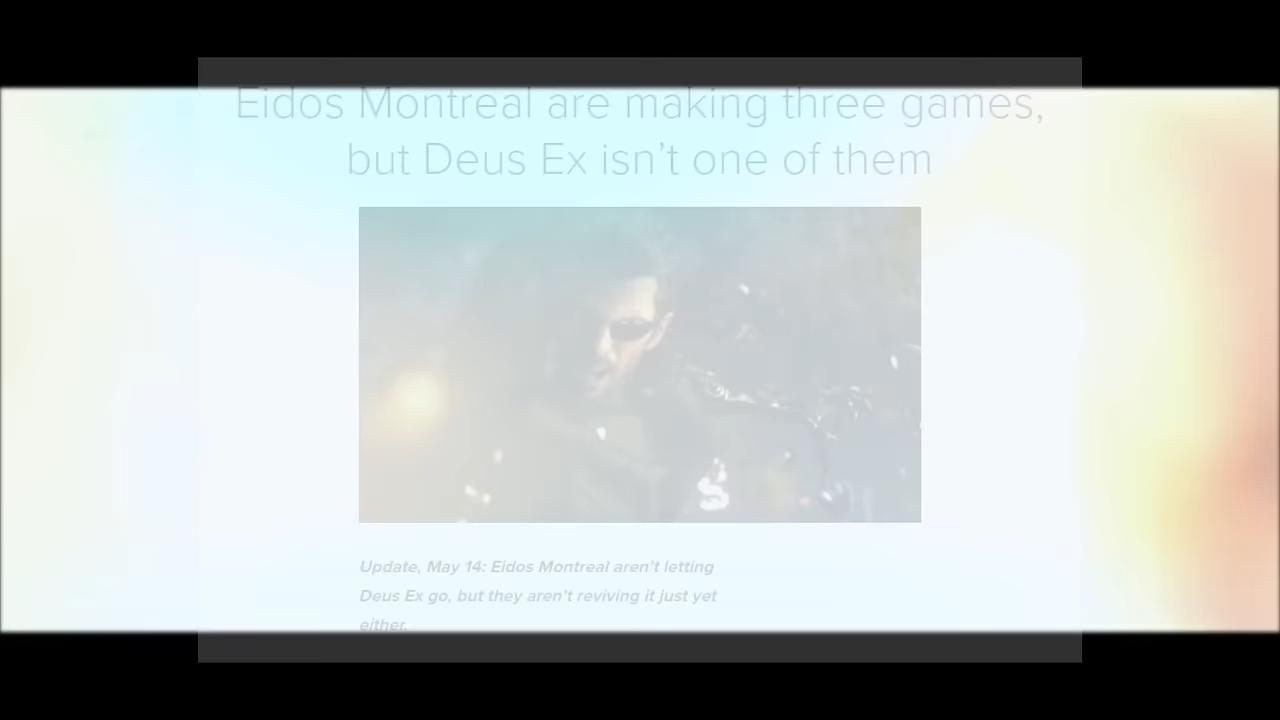 Eidos Montreal are making three games,
but Deus Ex isn't one of them
Update, May 14: Eidos Montreal aren't letting
Deus Ex go, but they aren't reviving it just yet
either.